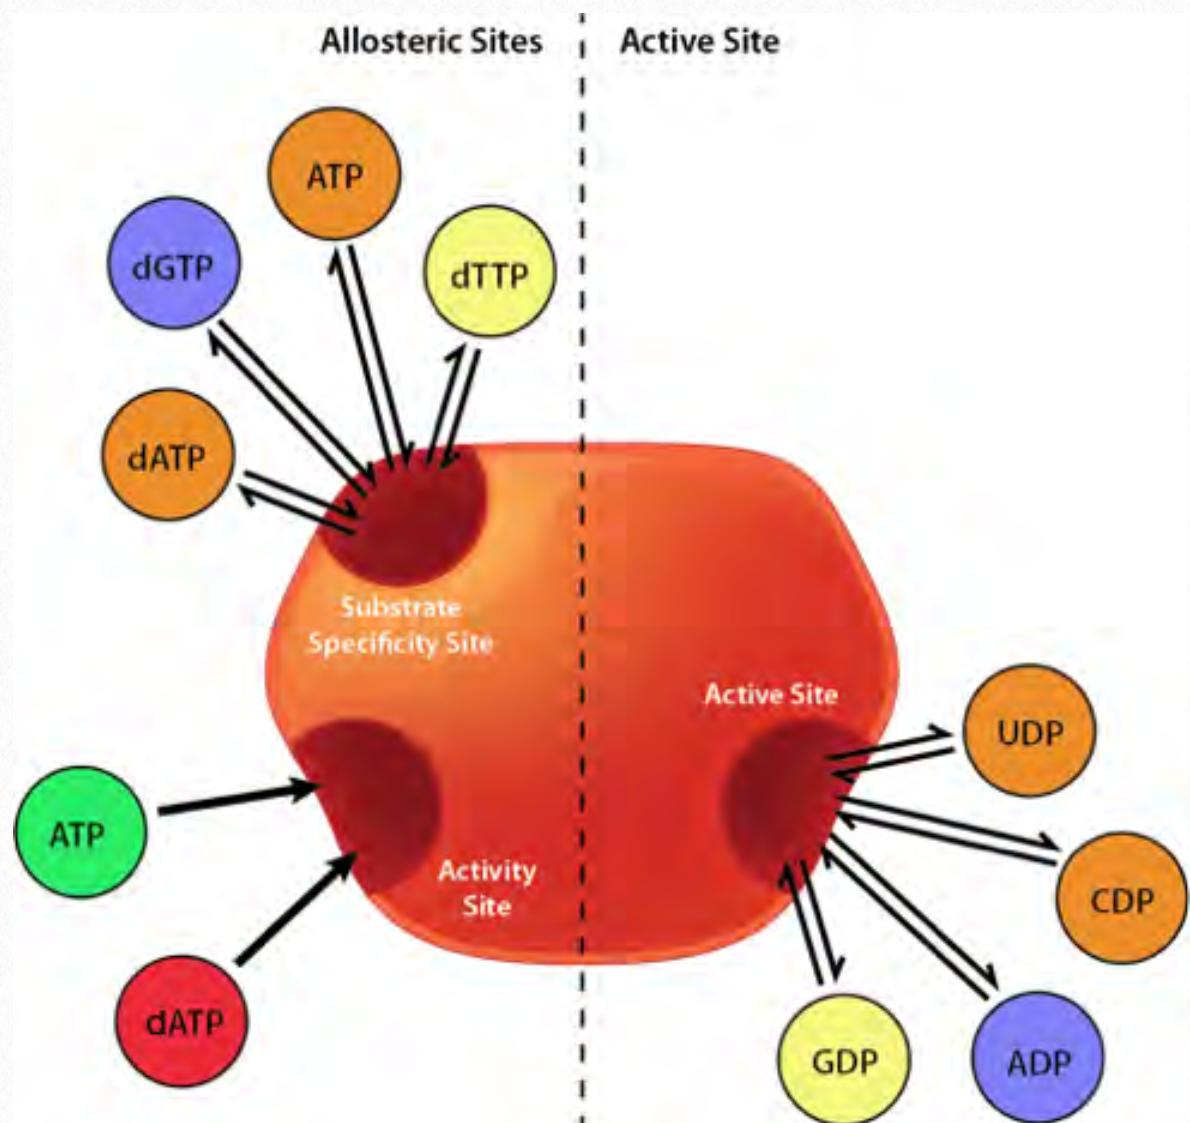 Allosteric Sites
Active Site
ATP
dGTP
dTTP
dATP
Substrate
Specificity Site
Active Site
UDP
ATP
Activity
Site
CDP
dATP
GDP
ADP